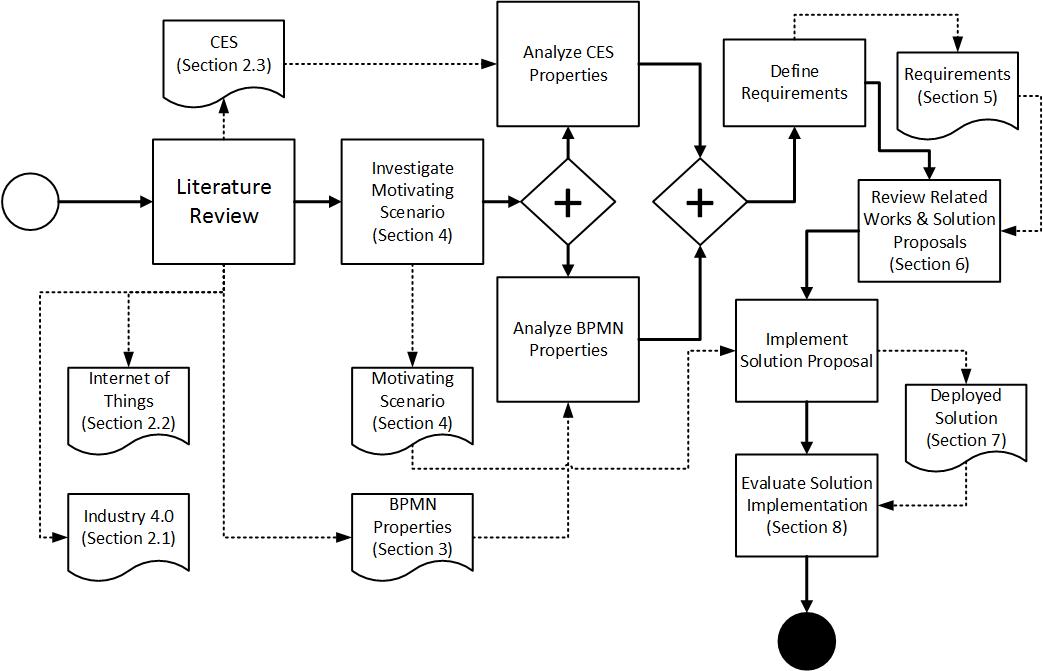 CES
(Section 2.3)
Analyze CES
Properties
Define
Requirements
Requirements
(Section 5)
Literature
Review
Investigate
Motivating
Scenario
(Section 4)
Review Related
Works & Solution
Proposals
(Section 6)
Analyze BPMN
Properties
Implement
Solution Proposal
Internet of
Things
(Section 2.2)
Motivating
Scenario
(Section 4)
Deployed
Solution
(Section 7)
Industry 4.0
(Section 2.1)
BPMN
Properties
(Section 3)
Evaluate Solution
Implementation
(Section 8)